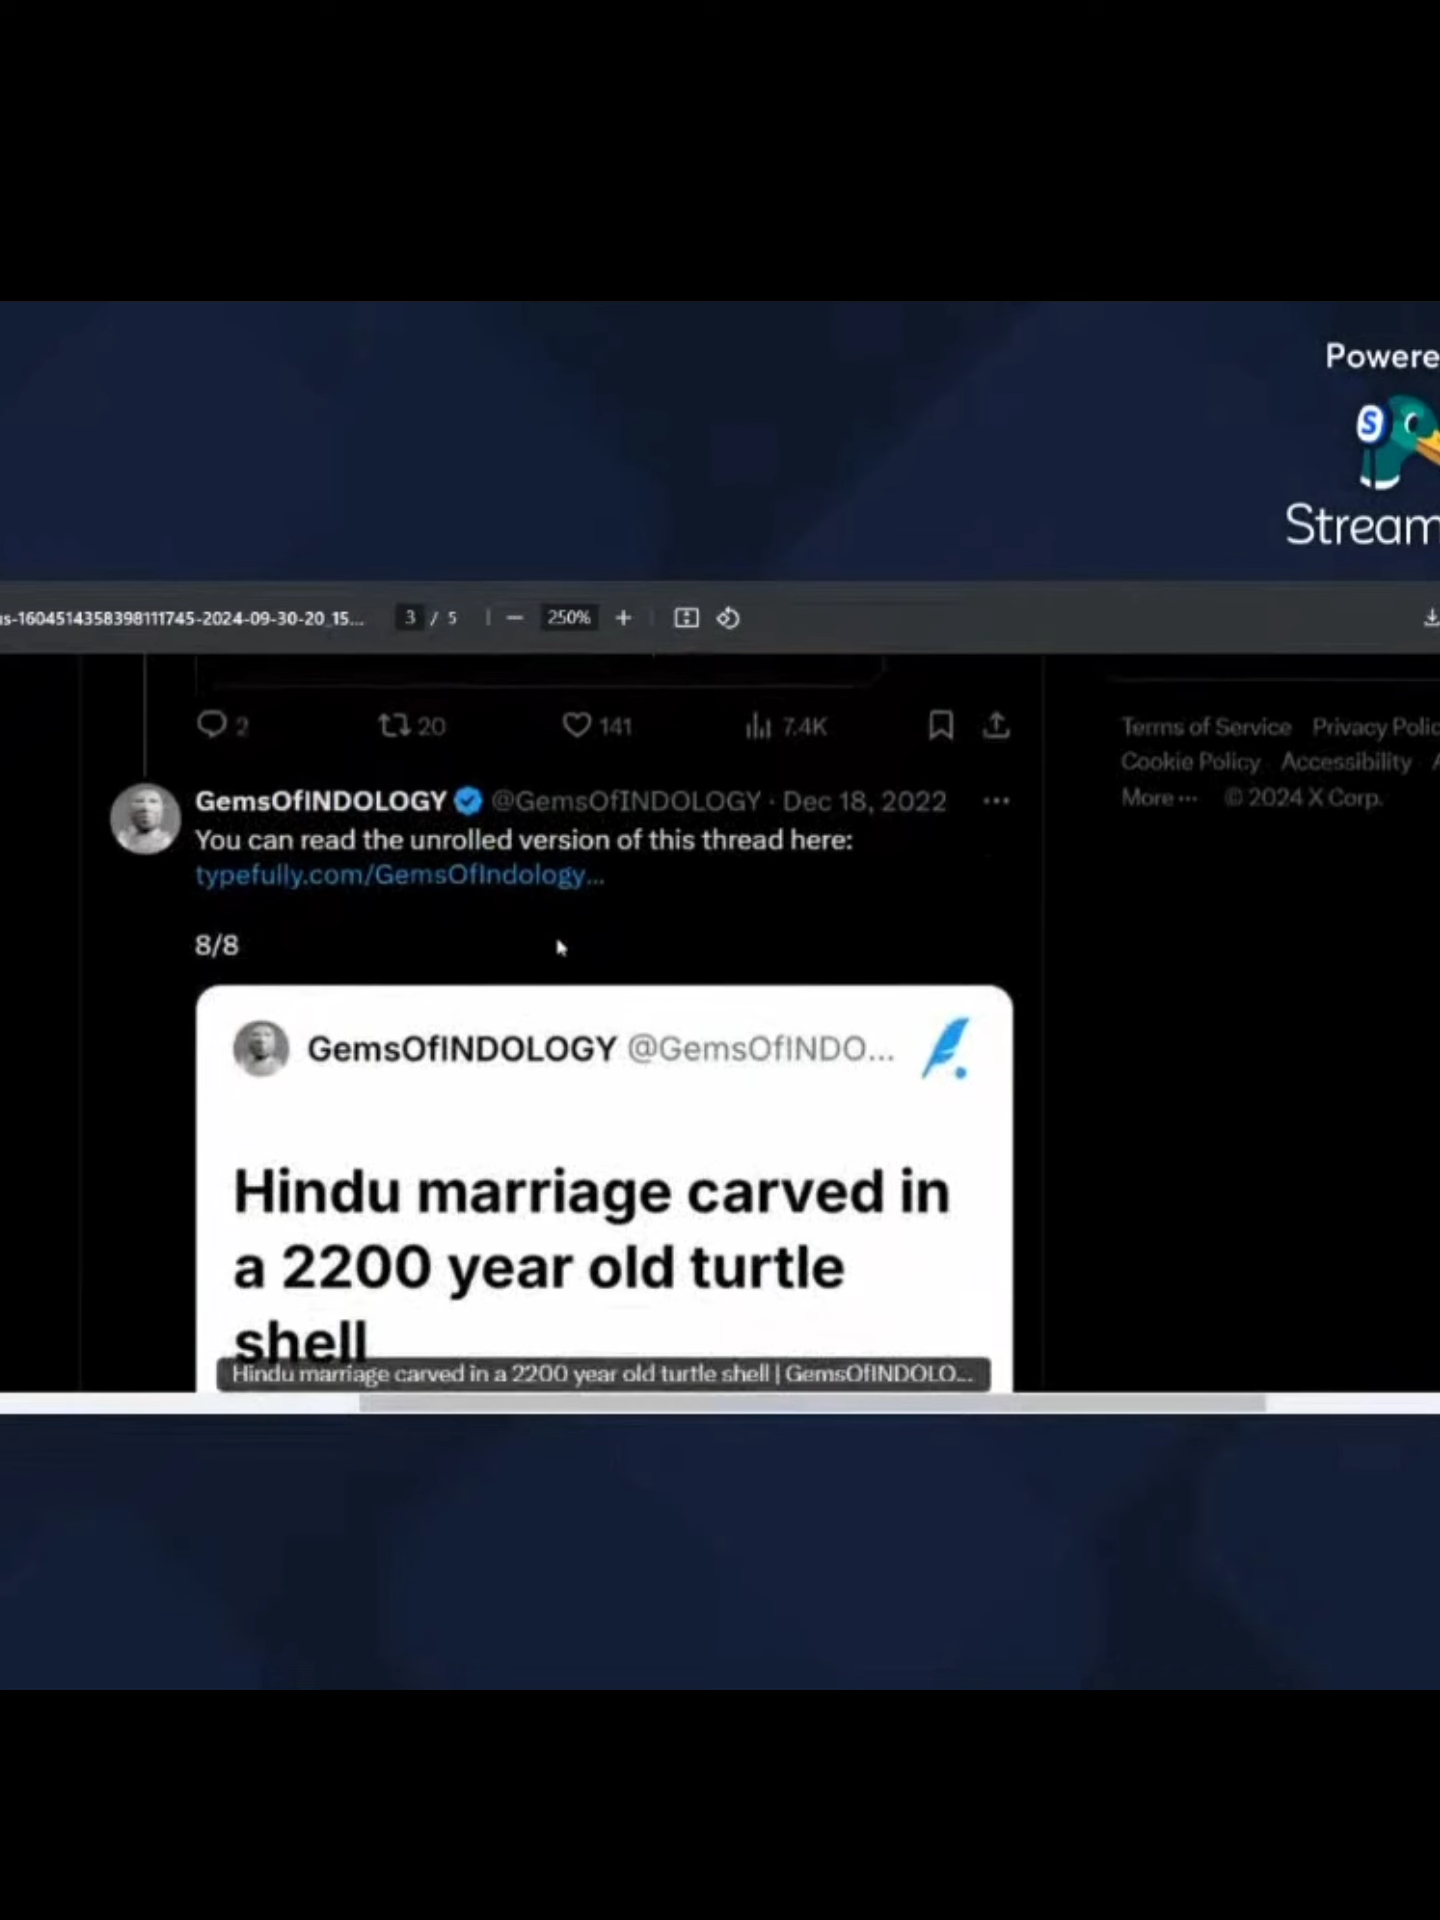 Powere
S
Stream
s-1604514358398111745-2024-09-30-20_15... 3 / 5 250%
2 20 141 7.4K
Terms of Service Privacy Polic
Cookie Policy Accessibility
More ... © 2024 X Corp.
GemsOfINDOLOGY @GemsOfINDOLOGY · Dec 18, 2022 ...
You can read the unrolled version of this thread here:
typefully.com/GemsOfIndology...
8/8
GemsOfINDOLOGY @GemsOfINDO...
Hindu marriage carved in
a 2200 year old turtle
shell
Hindu marriage carved in a 2200 year old turtle shell | GemsOfINDOLO...